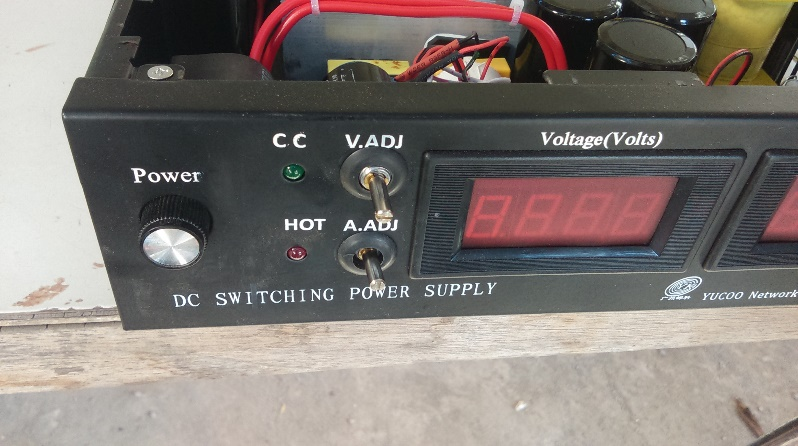 C C
V.ADJ
Voltage(Volts)
Power
HOT
A.ADJ
DC SWITCHING POWER SUPPLY
YUCOO Network